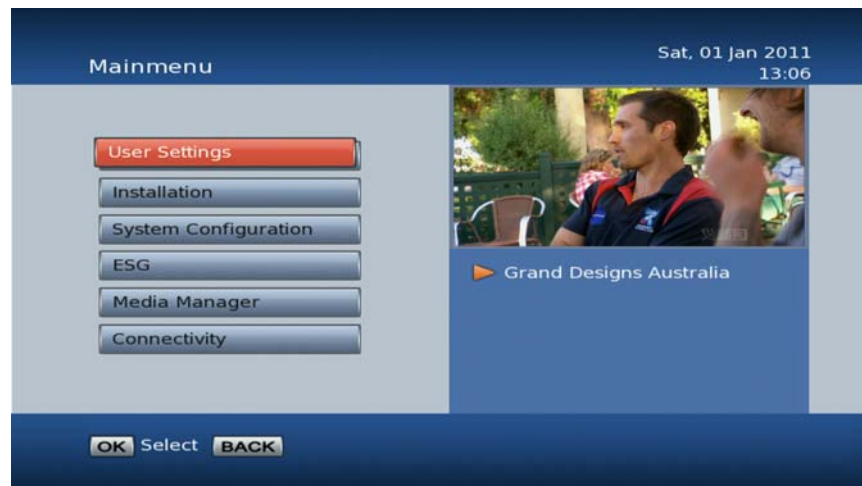 Mainmenu
Sat, 01 Jan 2011
13:06
User Settings
Installation
System Configuration
ESG
Media Manager
Connectivity
Grand Designs Australia
OK Select BACK